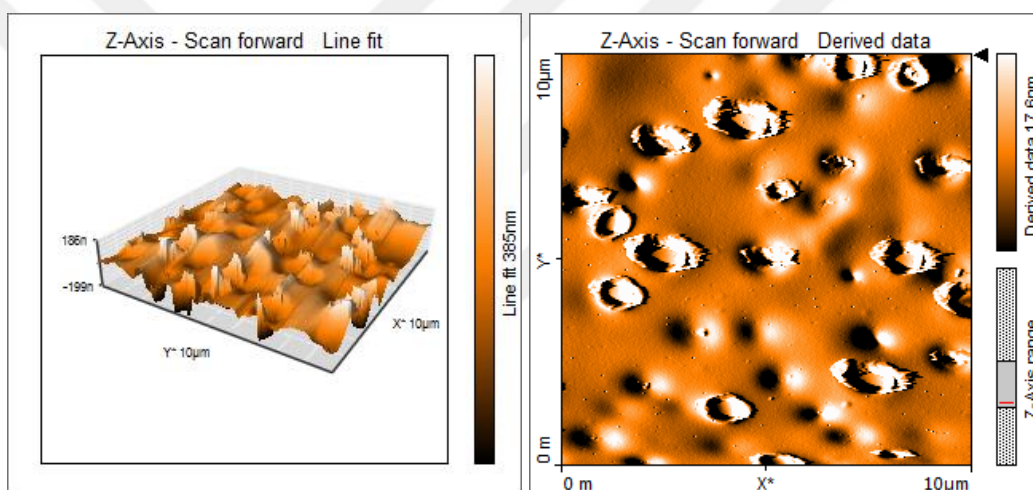 Z-Axis - Scan forward Line fit
186n
-199n
Y* 10µm
X* 10µm
Line fit 385nm
Z-Axis - Scan forward Derived data
10µm
Y*
0 m
0 m
X*
10µm
Derived data 17.6pm
Z-Axis range